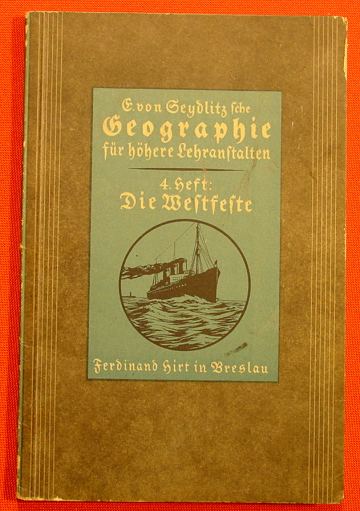 E. von Seydlitz sche
Geographie
für höhere Lehranstalten
4. Heft:
Die Westfeste
Ferdinand Hirt in Breslau